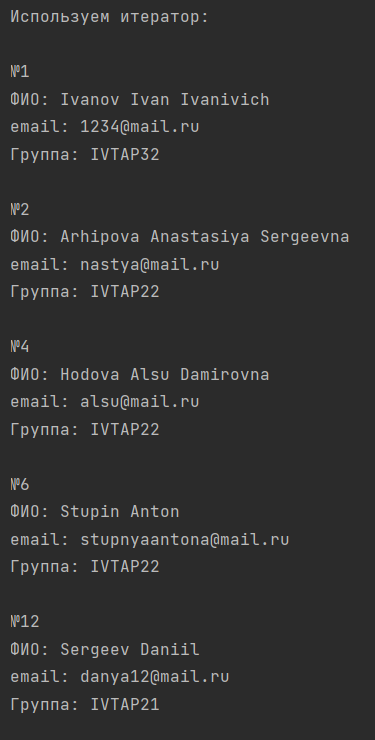 Используем итератор:
№1
ФИО: Ivanov Ivan Ivanivich
email: 1234@mail.ru
Группа: IVTAP32
№2
ФИО: Arhipova Anastasiya Sergeevna
email: nastya@mail.ru
Группа: IVTAP22
№4
ФИО: Hodova Alsu Damirovna
email: alsu@mail.ru
Группа: IVTAP22
№6
ФИО: Stupin Anton
email: stupnyaantona@mail.ru
Группа: IVTAP22
№12
ФИО: Sergeev Daniil
email: danya12@mail.ru
Группа: IVTAP21